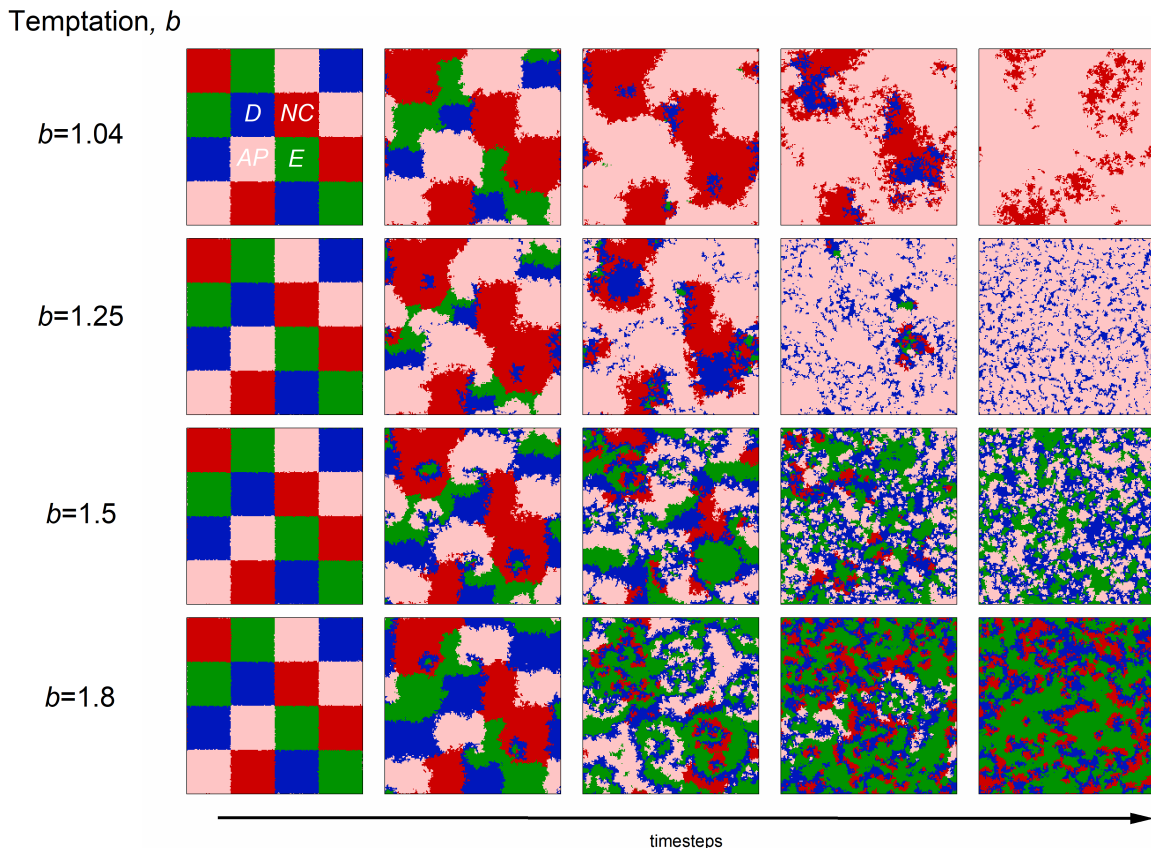 Temptation, b
b=1.04
D NC
AP E
b=1.25
b=1.5
b=1.8
timesteps